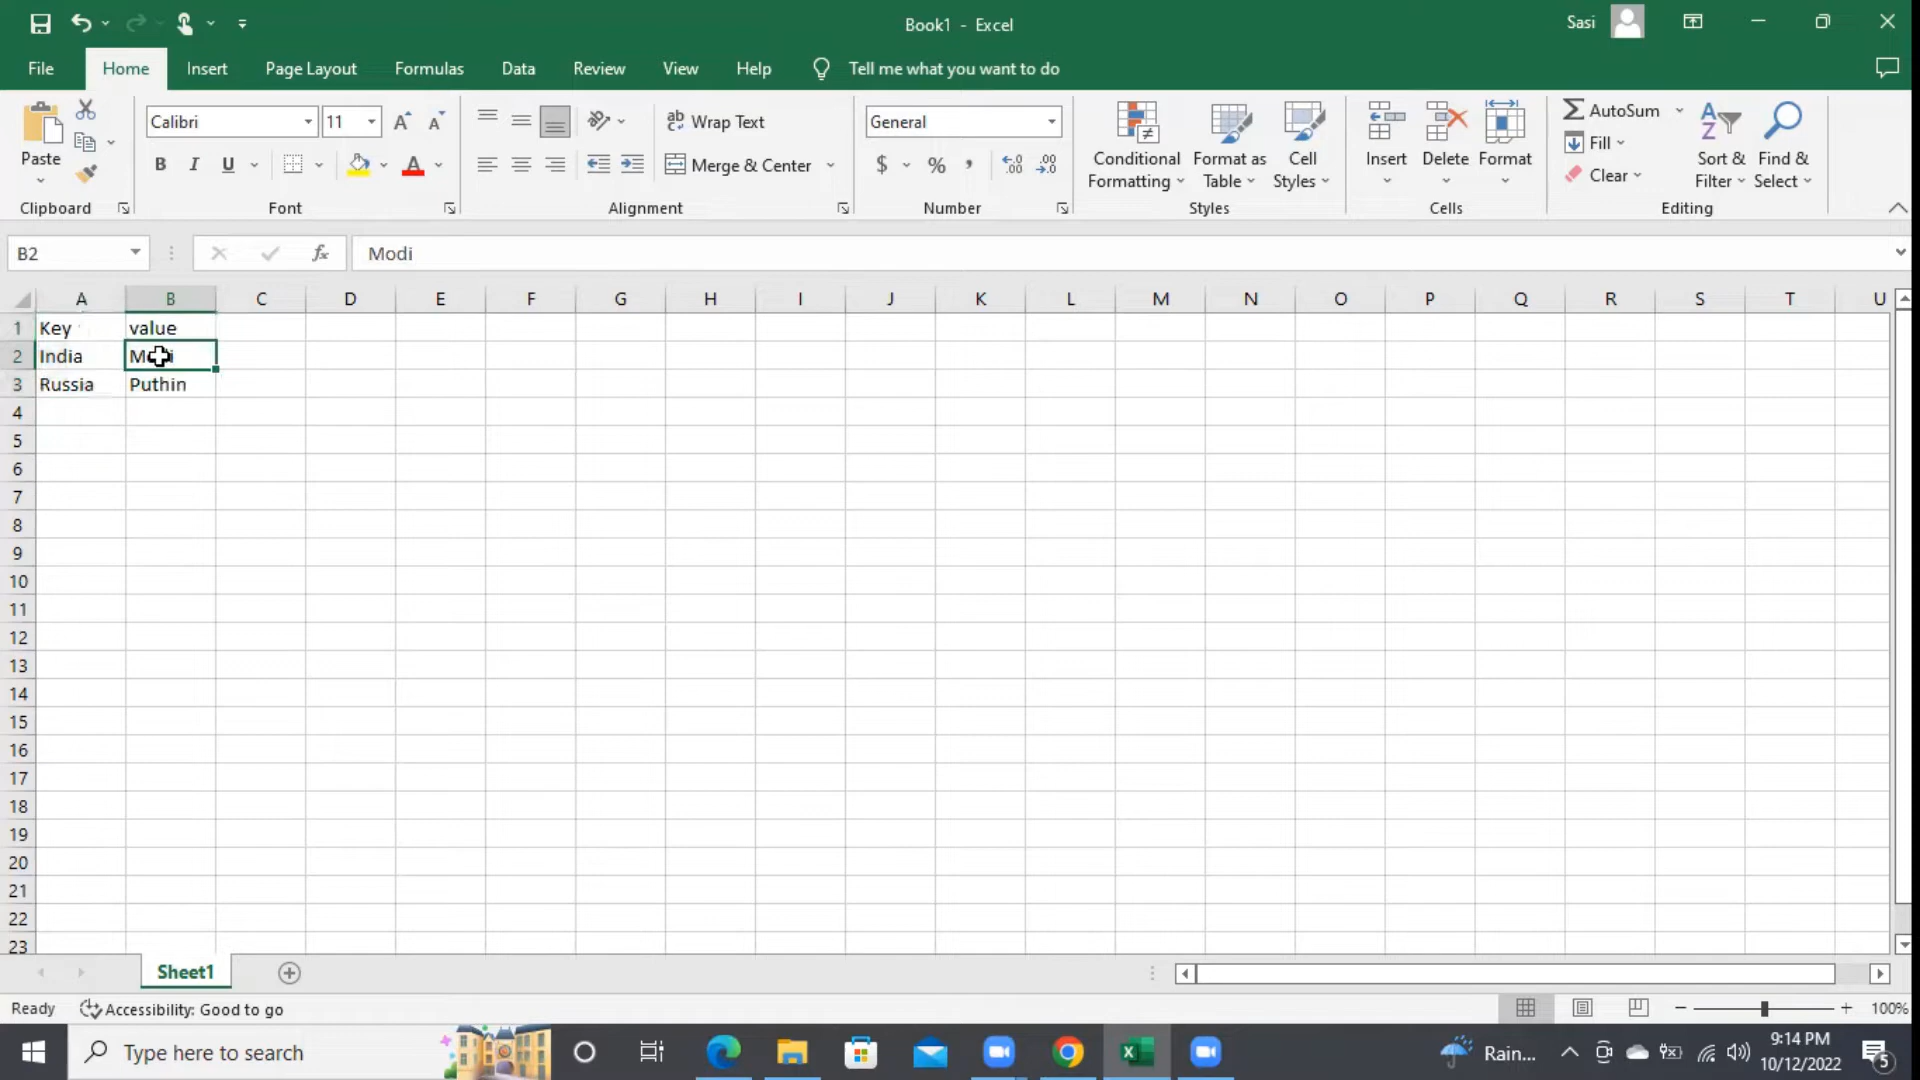 Book1 - Excel
Sasi
File Home Insert Page Layout Formulas Data Review View Help Tell me what you want to do
Paste
Clipboard
Calibri 11
B I U
Font
Wrap Text
Merge & Center
Alignment
General
$ % ,
Number
Conditional Formatting
Format as Table
Cell Styles
Styles
Insert Delete Format
Cells
AutoSum
Fill
Clear
Sort & Filter
Find & Select
Editing
B2 fx Modi
A B C D E F G H I J K L M N O P Q R S T U
1 Key value
2 India Modi
3 Russia Puthin
4
5
6
7
8
9
10
11
12
13
14
15
16
17
18
19
20
21
22
23
Sheet1
Ready Accessibility: Good to go 100%
Type here to search
Rain...
9:14 PM
10/12/2022
5